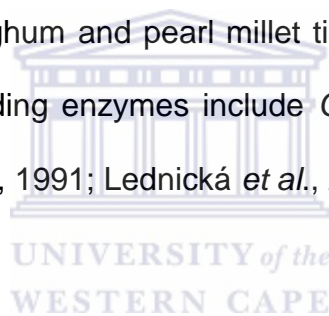 ghum and pearl millet ti
ding enzymes include
, 1991; Lednická et al.,
UNIVERSITY of the
WESTERN CAPE